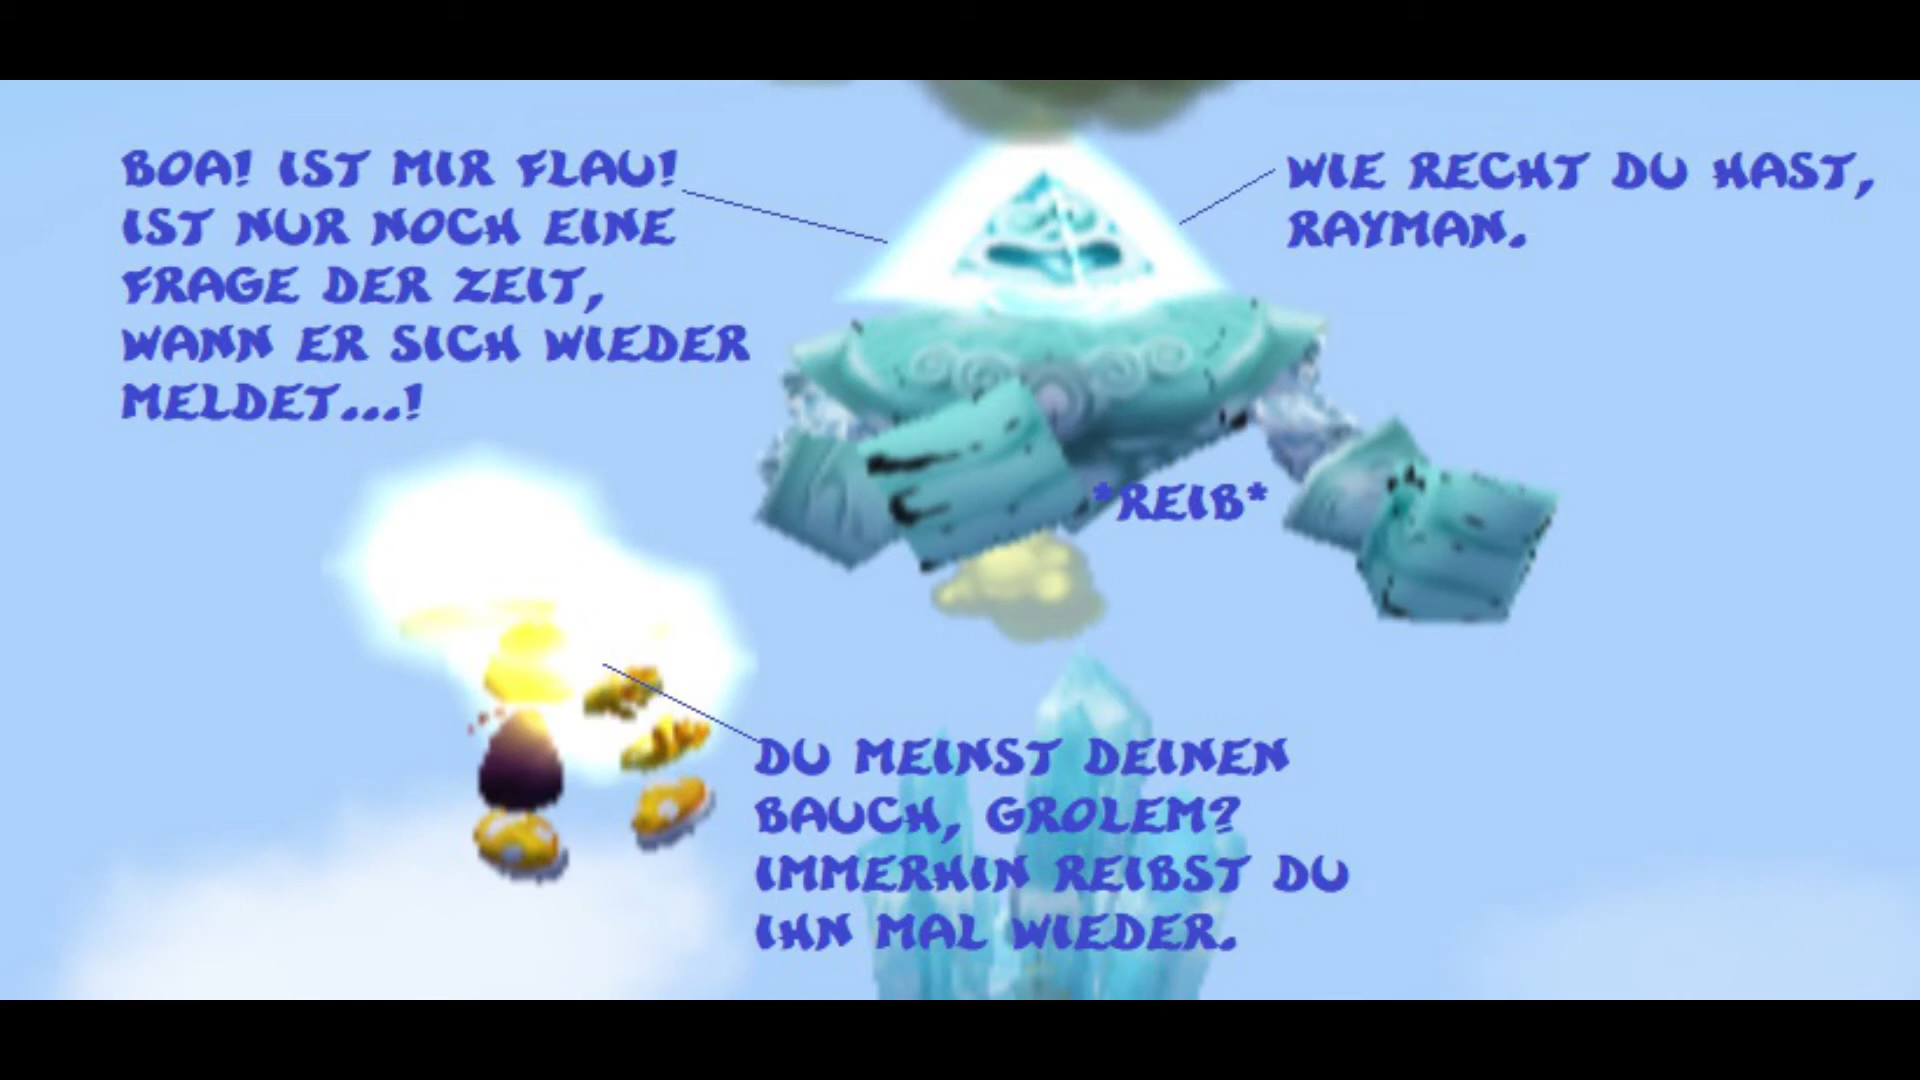 BOA! IST MIR FLAU!
IST NUR NOCH EINE
FRAGE DER ZEIT,
WANN ER SICH WIEDER
MELDET...!
WIE RECHT DU HAST,
RAYMAN.
*REIB*
DU MEINST DEINEN
BAUCH, GROLEM?
IMMERHIN REIBST DU
IHN MAL WIEDER.